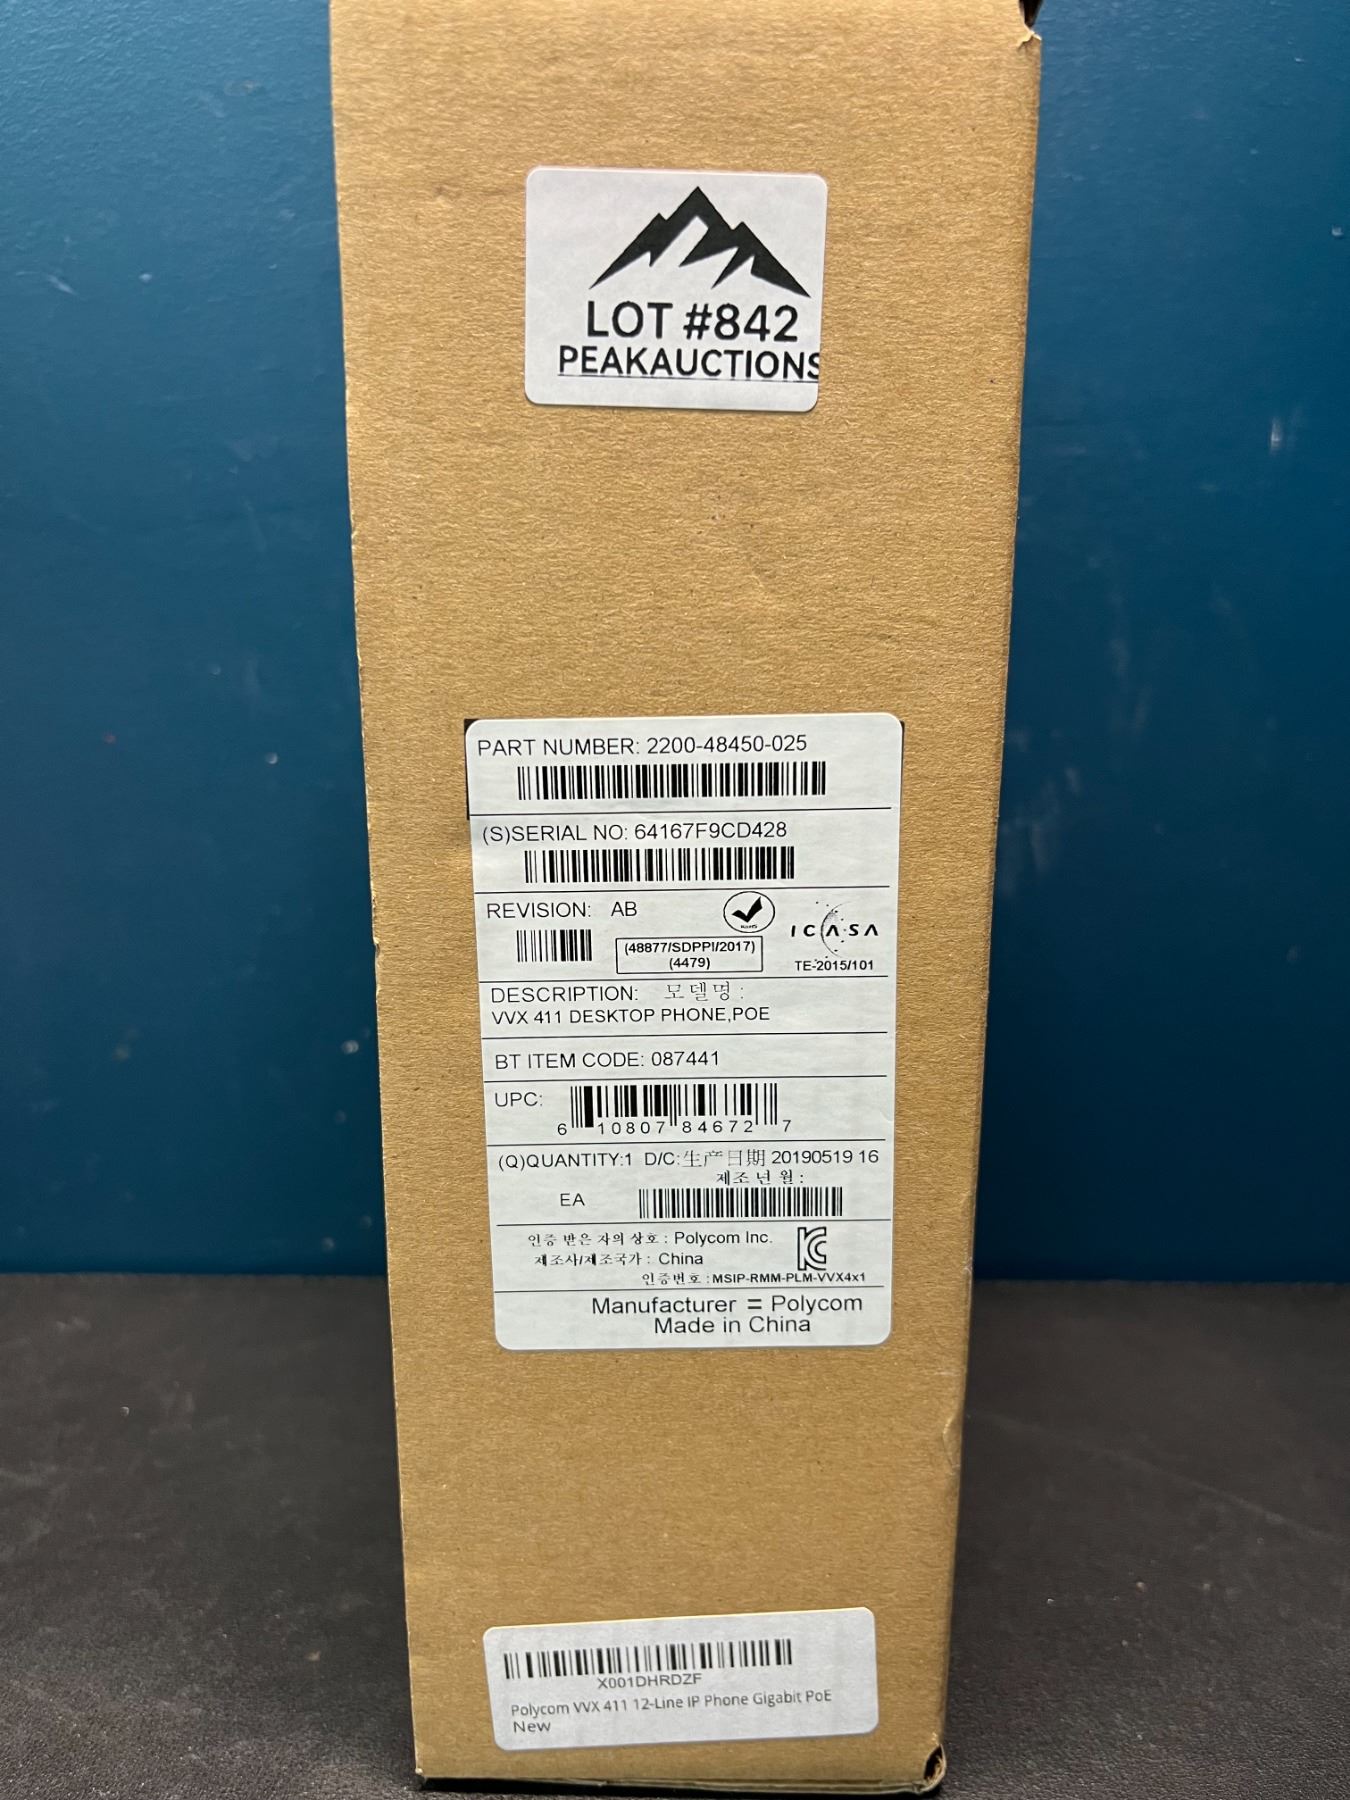 LOT #842
PEAKAUCTIONS
PART NUMBER: 2200-48450-025
(S)SERIAL NO: 64167F9CD428
REVISION: AB
RoHS
(48877/SDPPI/2017)
(4479)
ICASA
TE-2015/101
DESCRIPTION: 모델명 :
VVX 411 DESKTOP PHONE,POE
BT ITEM CODE: 087441
UPC:
6 10807 84672 7
(Q)QUANTITY:1 D/C:生产日期 20190519 16
제조년월 :
EA
인증 받은 자의 상호 : Polycom Inc.
제조사/제조국가 : China
인증번호 : MSIP-RMM-PLM-VVX4x1
Manufacturer = Polycom
Made in China
X001DHRDZF
Polycom VVX 411 12-Line IP Phone Gigabit PoE
New